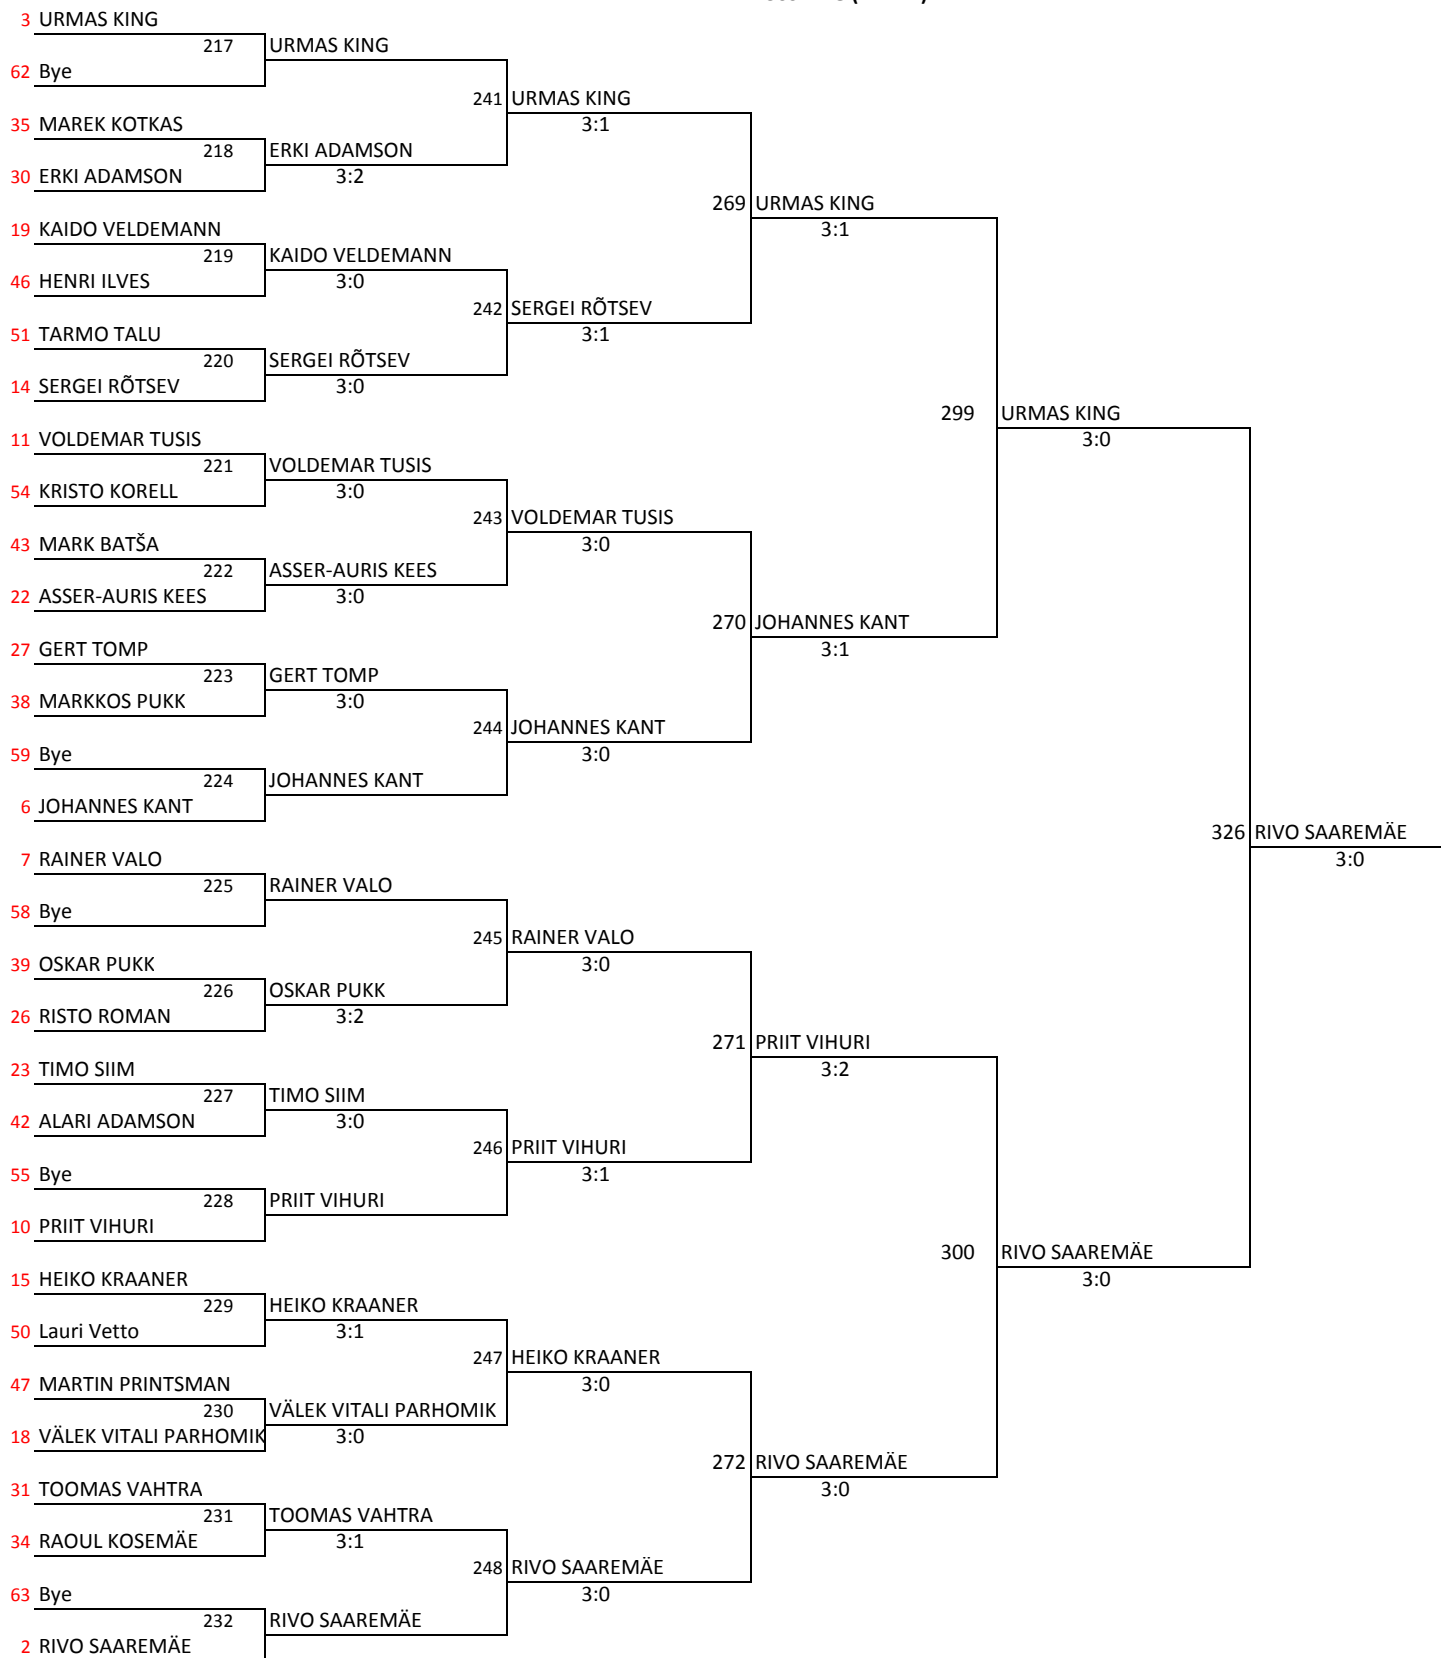 3 URMAS KING
217 URMAS KING
62 Bye
241 URMAS KING
3:1
35 MAREK KOTKAS
218 ERKI ADAMSON
30 ERKI ADAMSON 3:2
269 URMAS KING
3:1
19 KAIDO VELDEMANN
219 KAIDO VELDEMANN
46 HENRI ILVES 3:0
242 SERGEI RÕTSEV
3:1
51 TARMO TALU
220 SERGEI RÕTSEV
14 SERGEI RÕTSEV 3:0
299 URMAS KING
3:0
11 VOLDEMAR TUSIS
221 VOLDEMAR TUSIS
54 KRISTO KORELL 3:0
243 VOLDEMAR TUSIS
3:0
43 MARK BATŠA
222 ASSER-AURIS KEES
22 ASSER-AURIS KEES 3:0
270 JOHANNES KANT
3:1
27 GERT TOMP
223 GERT TOMP
38 MARKKOS PUKK 3:0
244 JOHANNES KANT
3:0
59 Bye
224 JOHANNES KANT
6 JOHANNES KANT
326 RIVO SAAREMÄE
3:0
7 RAINER VALO
225 RAINER VALO
58 Bye
245 RAINER VALO
3:0
39 OSKAR PUKK
226 OSKAR PUKK
26 RISTO ROMAN 3:2
271 PRIIT VIHURI
3:2
23 TIMO SIIM
227 TIMO SIIM
42 ALARI ADAMSON 3:0
246 PRIIT VIHURI
3:1
55 Bye
228 PRIIT VIHURI
10 PRIIT VIHURI
300 RIVO SAAREMÄE
3:0
15 HEIKO KRAANER
229 HEIKO KRAANER
50 Lauri Vetto 3:1
247 HEIKO KRAANER
3:0
47 MARTIN PRINTSMAN
230 VÄLEK VITALI PARHOMIK
18 VÄLEK VITALI PARHOMIK 3:0
272 RIVO SAAREMÄE
3:0
31 TOOMAS VAHTRA
231 TOOMAS VAHTRA
34 RAOUL KOSEMÄE 3:1
248 RIVO SAAREMÄE
3:0
63 Bye
232 RIVO SAAREMÄE
2 RIVO SAAREMÄE